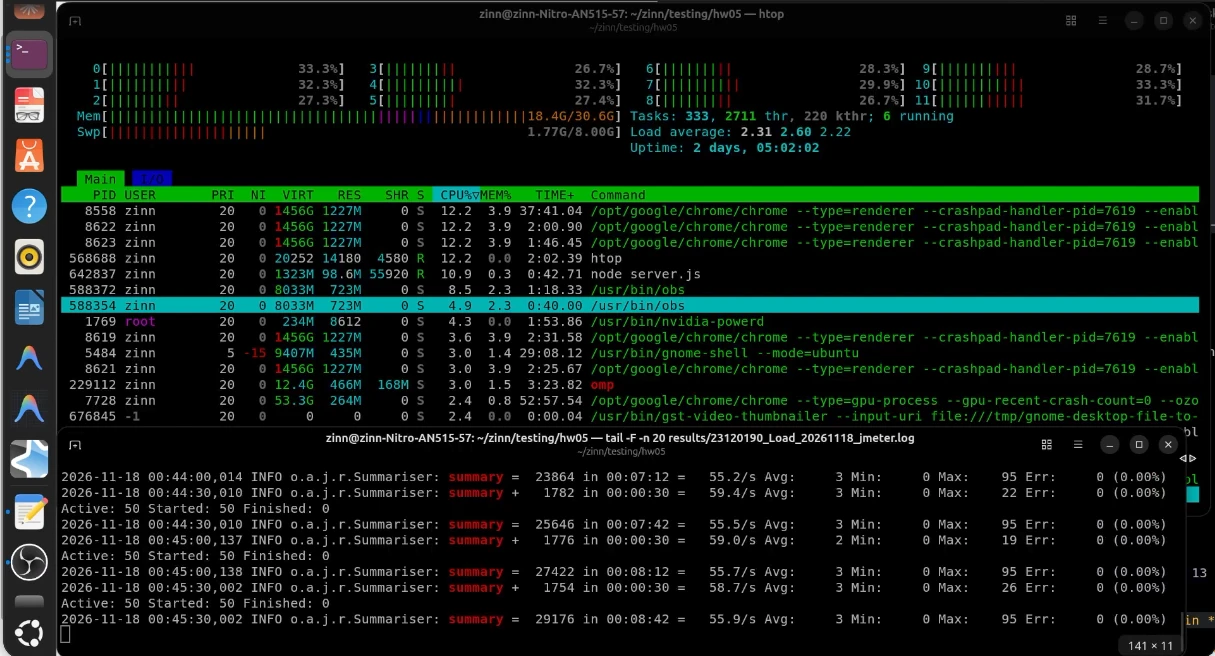 zinn@zinn-Nitro-AN515-57: ~/zinn/testing/hw05 — htop
~/zinn/testing/hw05
0[||||||||||| 33.3%] 3[||||||||| 26.7%] 6[||||||||| 28.3%] 9[|||||||||| 28.7%]
1[|||||||||| 32.3%] 4[|||||||||| 32.3%] 7[|||||||||| 29.9%] 10[||||||||||| 33.3%]
2[||||||||| 27.3%] 5[||||||||| 27.4%] 8[||||||||| 26.7%] 11[||||||||||| 31.7%]
Mem[||||||||||||||||||||||||||||||||||||||||||||||||||||18.4G/30.6G] Tasks: 333, 2711 thr, 220 kthr; 6 running
Swp[|||||||||||||||||||| 1.77G/8.00G] Load average: 2.31 2.60 2.22
Uptime: 2 days, 05:02:02
Main I/O
PID USER PRI NI VIRT RES SHR S CPU%▽MEM% TIME+ Command
8558 zinn 20 0 1456G 1227M 0 S 12.2 3.9 37:41.04 /opt/google/chrome/chrome --type=renderer --crashpad-handler-pid=7619 --enabl
8622 zinn 20 0 1456G 1227M 0 S 12.2 3.9 2:00.90 /opt/google/chrome/chrome --type=renderer --crashpad-handler-pid=7619 --enabl
8623 zinn 20 0 1456G 1227M 0 S 12.2 3.9 1:46.45 /opt/google/chrome/chrome --type=renderer --crashpad-handler-pid=7619 --enabl
568688 zinn 20 0 20252 14180 4580 R 12.2 0.0 2:02.39 htop
642837 zinn 20 0 1323M 98.6M 55920 R 10.9 0.3 0:42.71 node server.js
588372 zinn 20 0 8033M 723M 0 S 8.5 2.3 1:18.33 /usr/bin/obs
588354 zinn 20 0 8033M 723M 0 S 4.9 2.3 0:40.00 /usr/bin/obs
1769 root 20 0 234M 8612 0 S 4.3 0.0 1:53.86 /usr/bin/nvidia-powerd
8619 zinn 20 0 1456G 1227M 0 S 3.6 3.9 2:31.58 /opt/google/chrome/chrome --type=renderer --crashpad-handler-pid=7619 --enabl
5484 zinn 5 -15 9407M 435M 0 S 3.0 1.4 29:08.12 /usr/bin/gnome-shell --mode=ubuntu
8621 zinn 20 0 1456G 1227M 0 S 3.0 3.9 2:25.67 /opt/google/chrome/chrome --type=renderer --crashpad-handler-pid=7619 --enabl
229112 zinn 20 0 12.4G 466M 168M S 3.0 1.5 3:23.82 omp
7728 zinn 20 0 53.3G 264M 0 S 2.4 0.8 52:57.54 /opt/google/chrome/chrome --type=gpu-process --gpu-recent-crash-count=0 --ozo
676845 -1 20 0 0 0 0 S 2.4 0.0 0:00.04 /usr/bin/gst-video-thumbnailer --input-uri file:///tmp/gnome-desktop-file-to-
zinn@zinn-Nitro-AN515-57: ~/zinn/testing/hw05 — tail -F -n 20 results/23120190_Load_20261118_jmeter.log
~/zinn/testing/hw05
2026-11-18 00:44:00,014 INFO o.a.j.r.Summariser: summary = 23864 in 00:07:12 = 55.2/s Avg: 3 Min: 0 Max: 95 Err: 0 (0.00%)
2026-11-18 00:44:30,010 INFO o.a.j.r.Summariser: summary + 1782 in 00:00:30 = 59.4/s Avg: 3 Min: 0 Max: 22 Err: 0 (0.00%)
Active: 50 Started: 50 Finished: 0
2026-11-18 00:44:30,010 INFO o.a.j.r.Summariser: summary = 25646 in 00:07:42 = 55.5/s Avg: 3 Min: 0 Max: 95 Err: 0 (0.00%)
2026-11-18 00:45:00,137 INFO o.a.j.r.Summariser: summary + 1776 in 00:00:30 = 59.0/s Avg: 2 Min: 0 Max: 19 Err: 0 (0.00%)
Active: 50 Started: 50 Finished: 0
2026-11-18 00:45:00,138 INFO o.a.j.r.Summariser: summary = 27422 in 00:08:12 = 55.7/s Avg: 3 Min: 0 Max: 95 Err: 0 (0.00%)
2026-11-18 00:45:30,002 INFO o.a.j.r.Summariser: summary + 1754 in 00:00:30 = 58.7/s Avg: 3 Min: 0 Max: 26 Err: 0 (0.00%)
Active: 50 Started: 50 Finished: 0
2026-11-18 00:45:30,002 INFO o.a.j.r.Summariser: summary = 29176 in 00:08:42 = 55.9/s Avg: 3 Min: 0 Max: 95 Err: 0 (0.00%)
13
in *
141 × 11